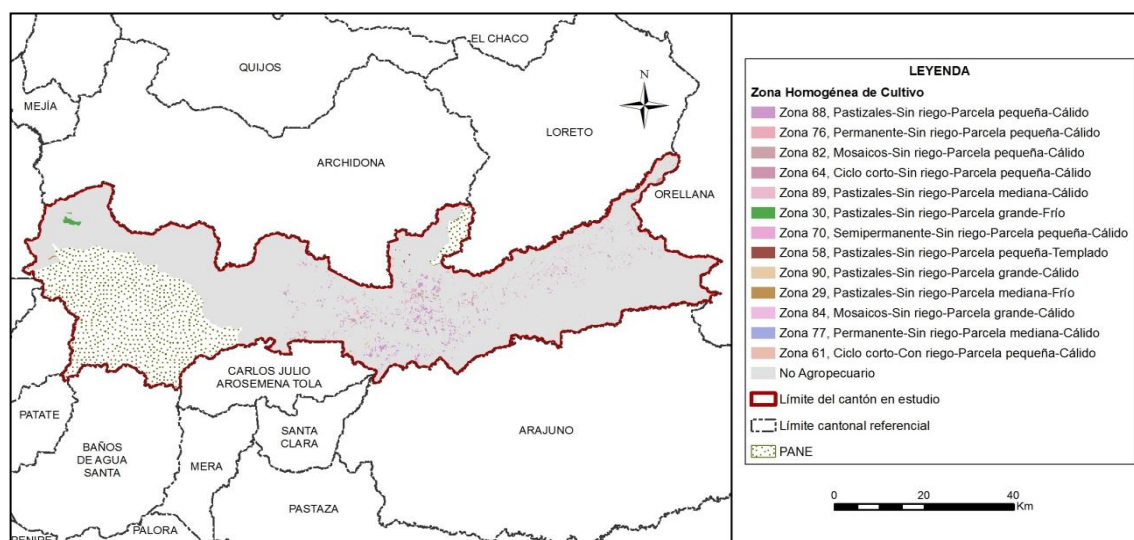 EL CHACO
QUIJOS
MEJÍA
N
LORETO
ARCHIDONA
ORELLANA
CARLOS JULIO
AROSEMENA TOLA
PATATE
SANTA
CLARA
ARAJUNO
BAÑOS
DE AGUA
SANTA
MERA
PASTAZA
PALORA
LEYENDA
Zona Homogénea de Cultivo
Zona 88, Pastizales-Sin riego-Parcela pequeña-Cálido
Zona 76, Permanente-Sin riego-Parcela pequeña-Cálido
Zona 82, Mosaicos-Sin riego-Parcela pequeña-Cálido
Zona 64, Ciclo corto-Sin riego-Parcela pequeña-Cálido
Zona 89, Pastizales-Sin riego-Parcela mediana-Cálido
Zona 30, Pastizales-Sin riego-Parcela grande-Frío
Zona 70, Semipermanente-Sin riego-Parcela pequeña-Cálido
Zona 58, Pastizales-Sin riego-Parcela pequeña-Templado
Zona 90, Pastizales-Sin riego-Parcela grande-Cálido
Zona 29, Pastizales-Sin riego-Parcela mediana-Frío
Zona 84, Mosaicos-Sin riego-Parcela grande-Cálido
Zona 77, Permanente-Sin riego-Parcela mediana-Cálido
Zona 61, Ciclo corto-Con riego-Parcela pequeña-Cálido
No Agropecuario
Límite del cantón en estudio
Límite cantonal referencial
PANE
0 20 40
Km